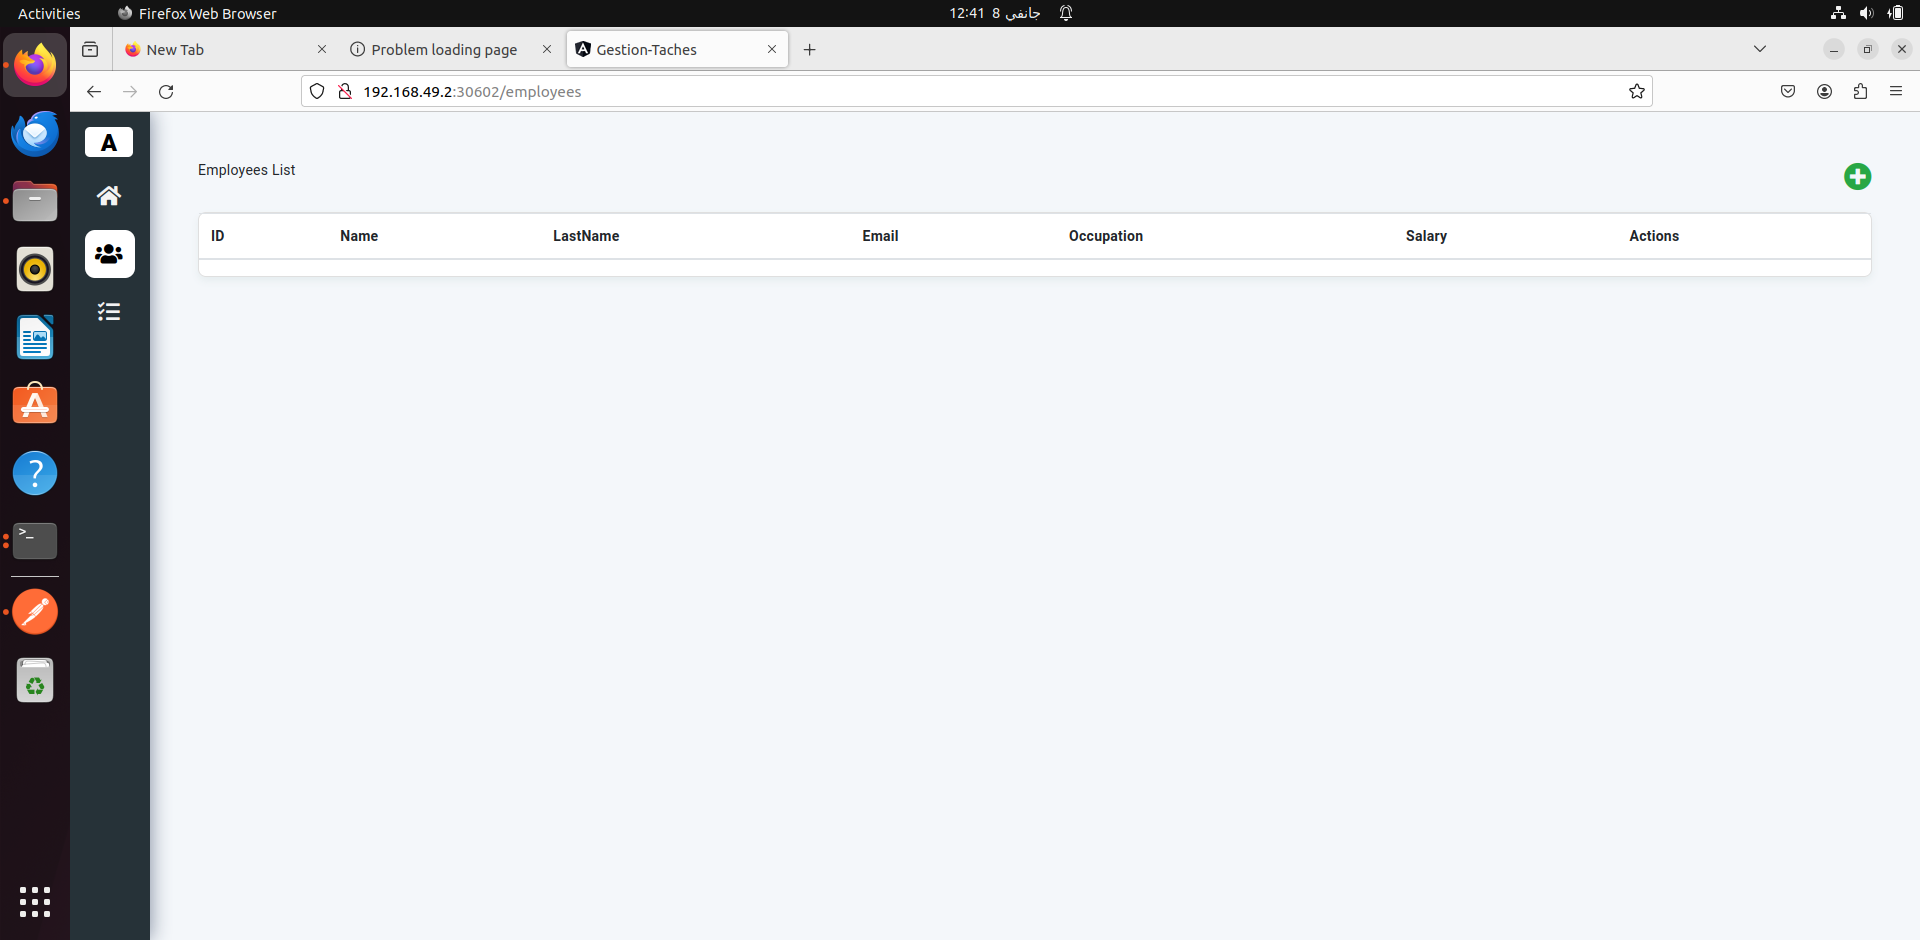 Activities Firefox Web Browser 12:41 8 جانفي
New Tab Problem loading page Gestion-Taches
192.168.49.2:30602/employees
A
Employees List
ID Name LastName Email Occupation Salary Actions